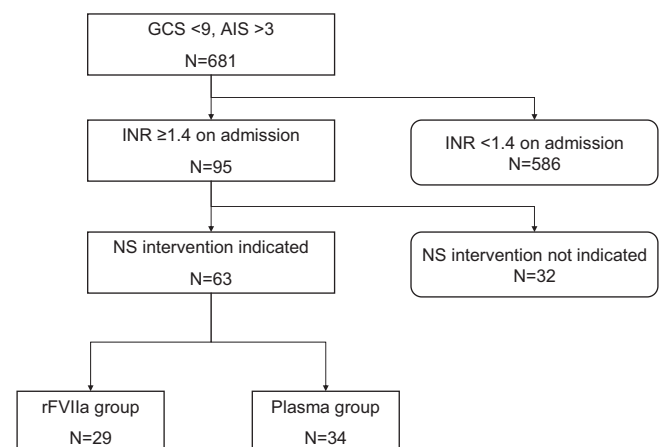 GCS <9, AIS >3
N=681
INR ≥1.4 on admission
N=95
INR <1.4 on admission
N=586
NS intervention indicated
N=63
NS intervention not indicated
N=32
rFVIIa group
N=29
Plasma group
N=34